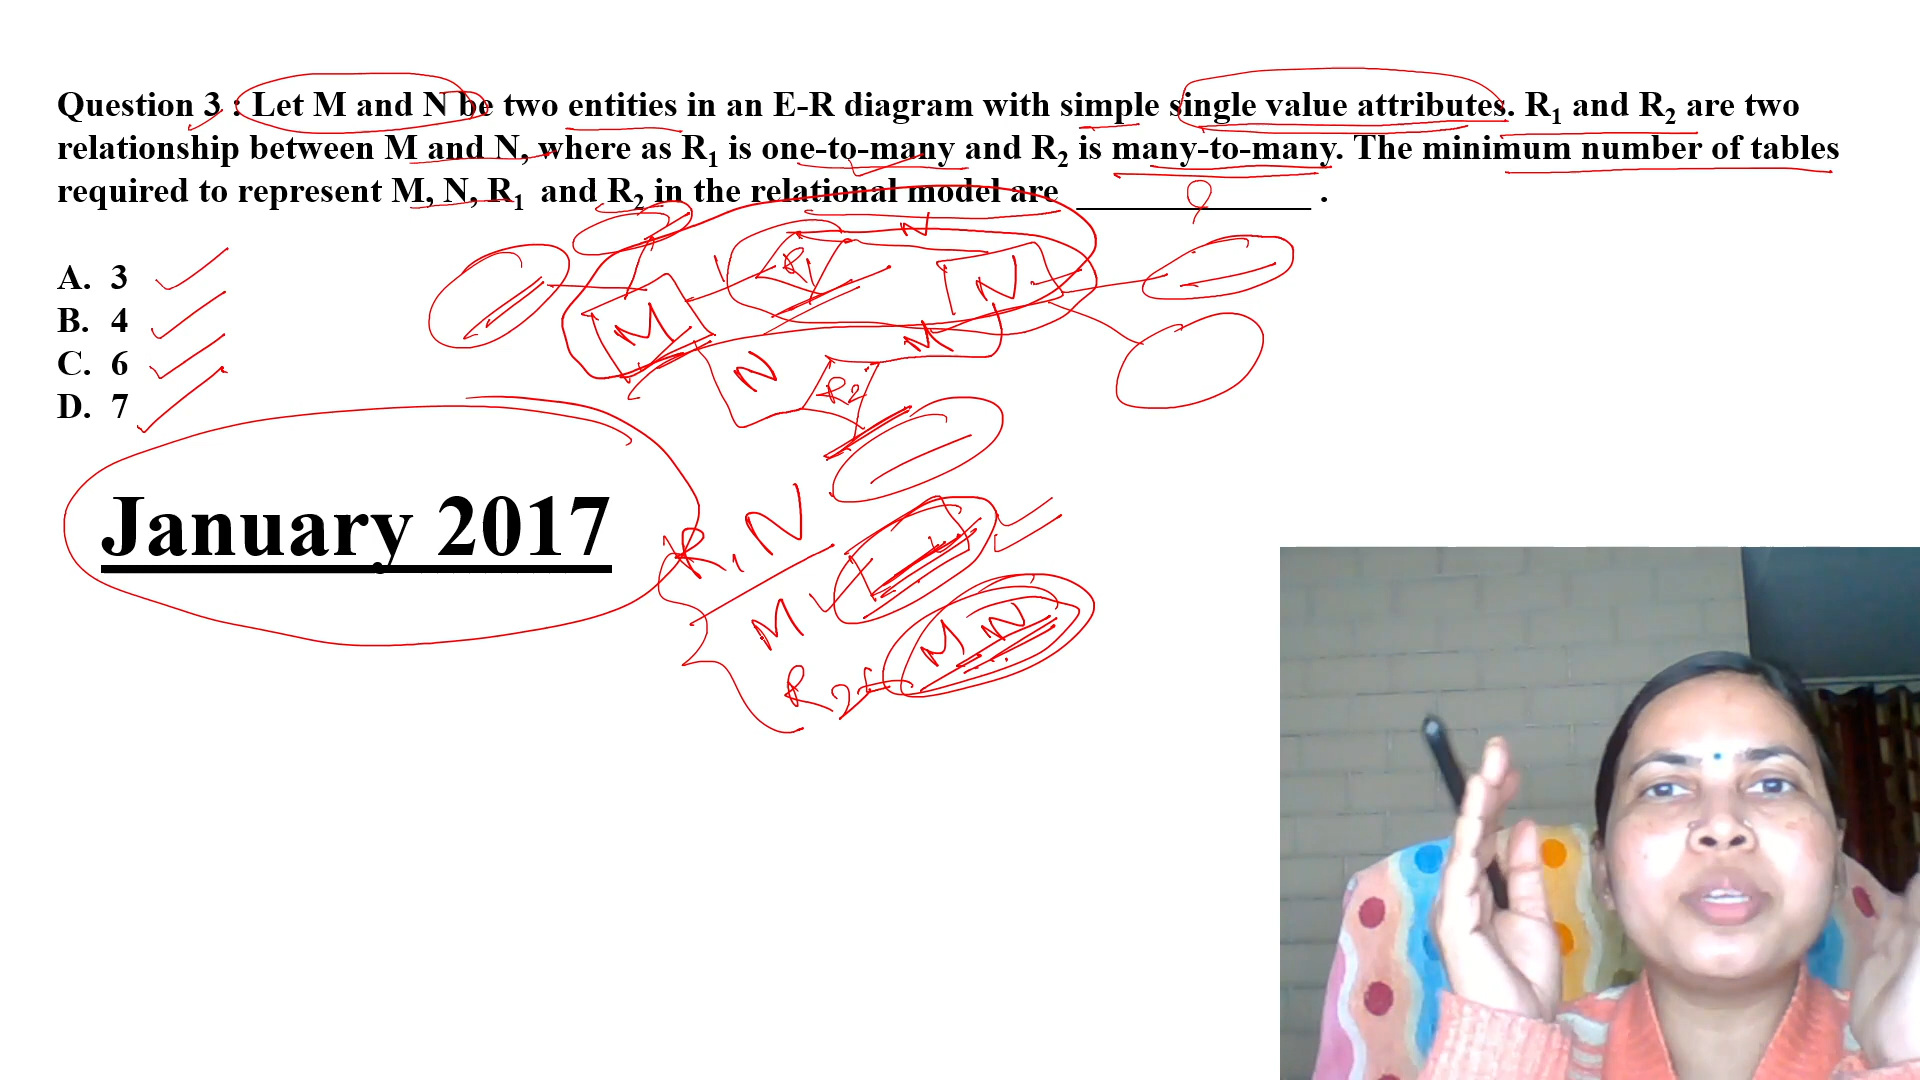 Question 3 : Let M and N be two entities in an E-R diagram with simple single value attributes. R₁ and R₂ are two
relationship between M and N, where as R₁ is one-to-many and R₂ is many-to-many. The minimum number of tables
required to represent M, N, R₁ and R₂ in the relational model are ______________ .
N
1 R₁
M N
M
N R₂
A. 3
B. 4
C. 6
D. 7
January 2017
R₁N
M
M N
R₂